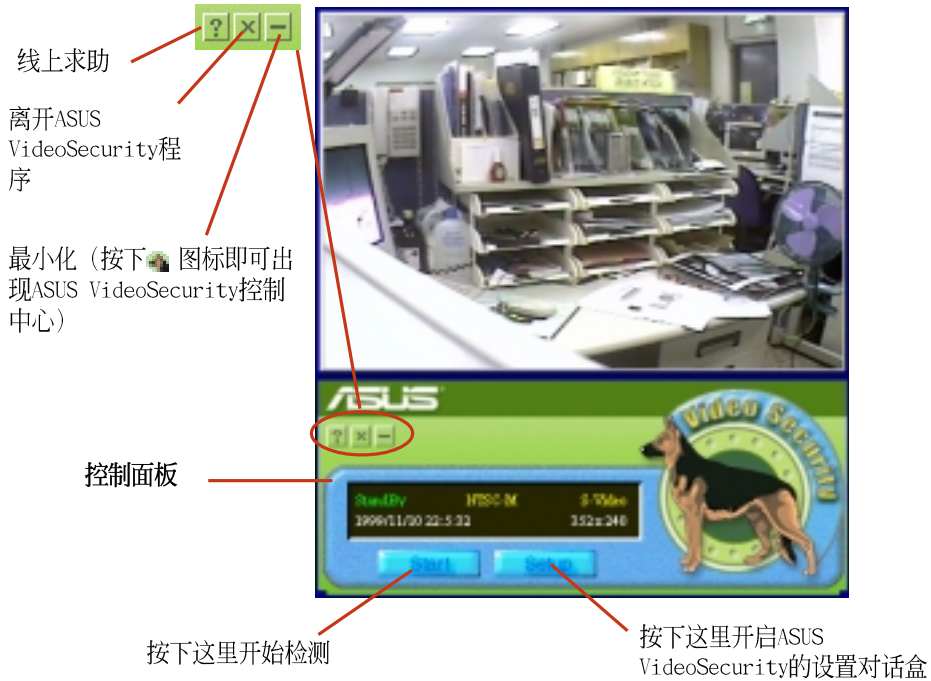 ? × −
线上求助
离开ASUS
VideoSecurity程
序
最小化（按下 图标即可出
现ASUS VideoSecurity控制
中心）
ASUS
? × −
Video Security
控制面板
StandBy NTSC-M S-Video
1999/11/10 22:5:32 352x240
Start Setup
按下这里开始检测
按下这里开启ASUS
VideoSecurity的设置对话盒